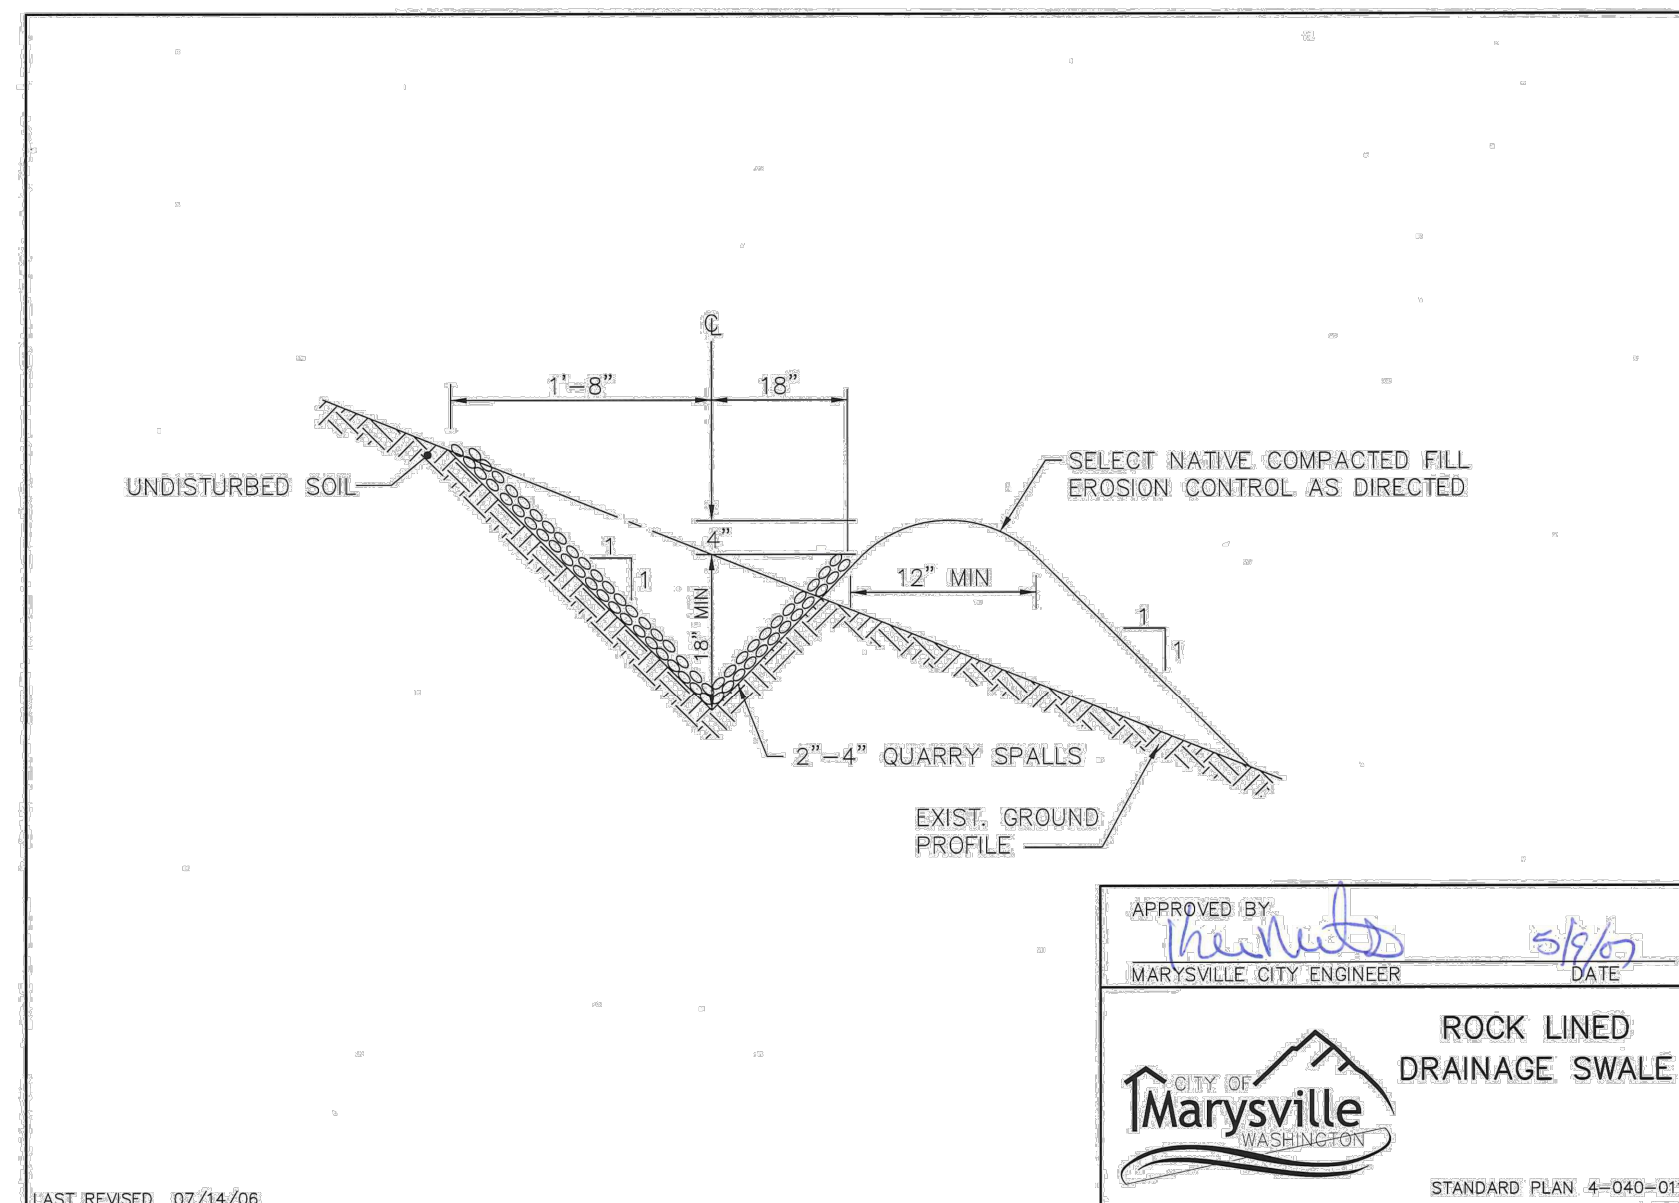 ℄
1'-8"
18"
UNDISTURBED SOIL
SELECT NATIVE COMPACTED FILL
EROSION CONTROL AS DIRECTED
4"
1
1
12" MIN
18" MIN
1
1
2"-4" QUARRY SPALLS
EXIST. GROUND
PROFILE
APPROVED BY
5/9/07
MARYSVILLE CITY ENGINEER
DATE
ROCK LINED
DRAINAGE SWALE
CITY OF
Marysville
WASHINGTON
STANDARD PLAN 4-040-01
LAST REVISED 07/14/06